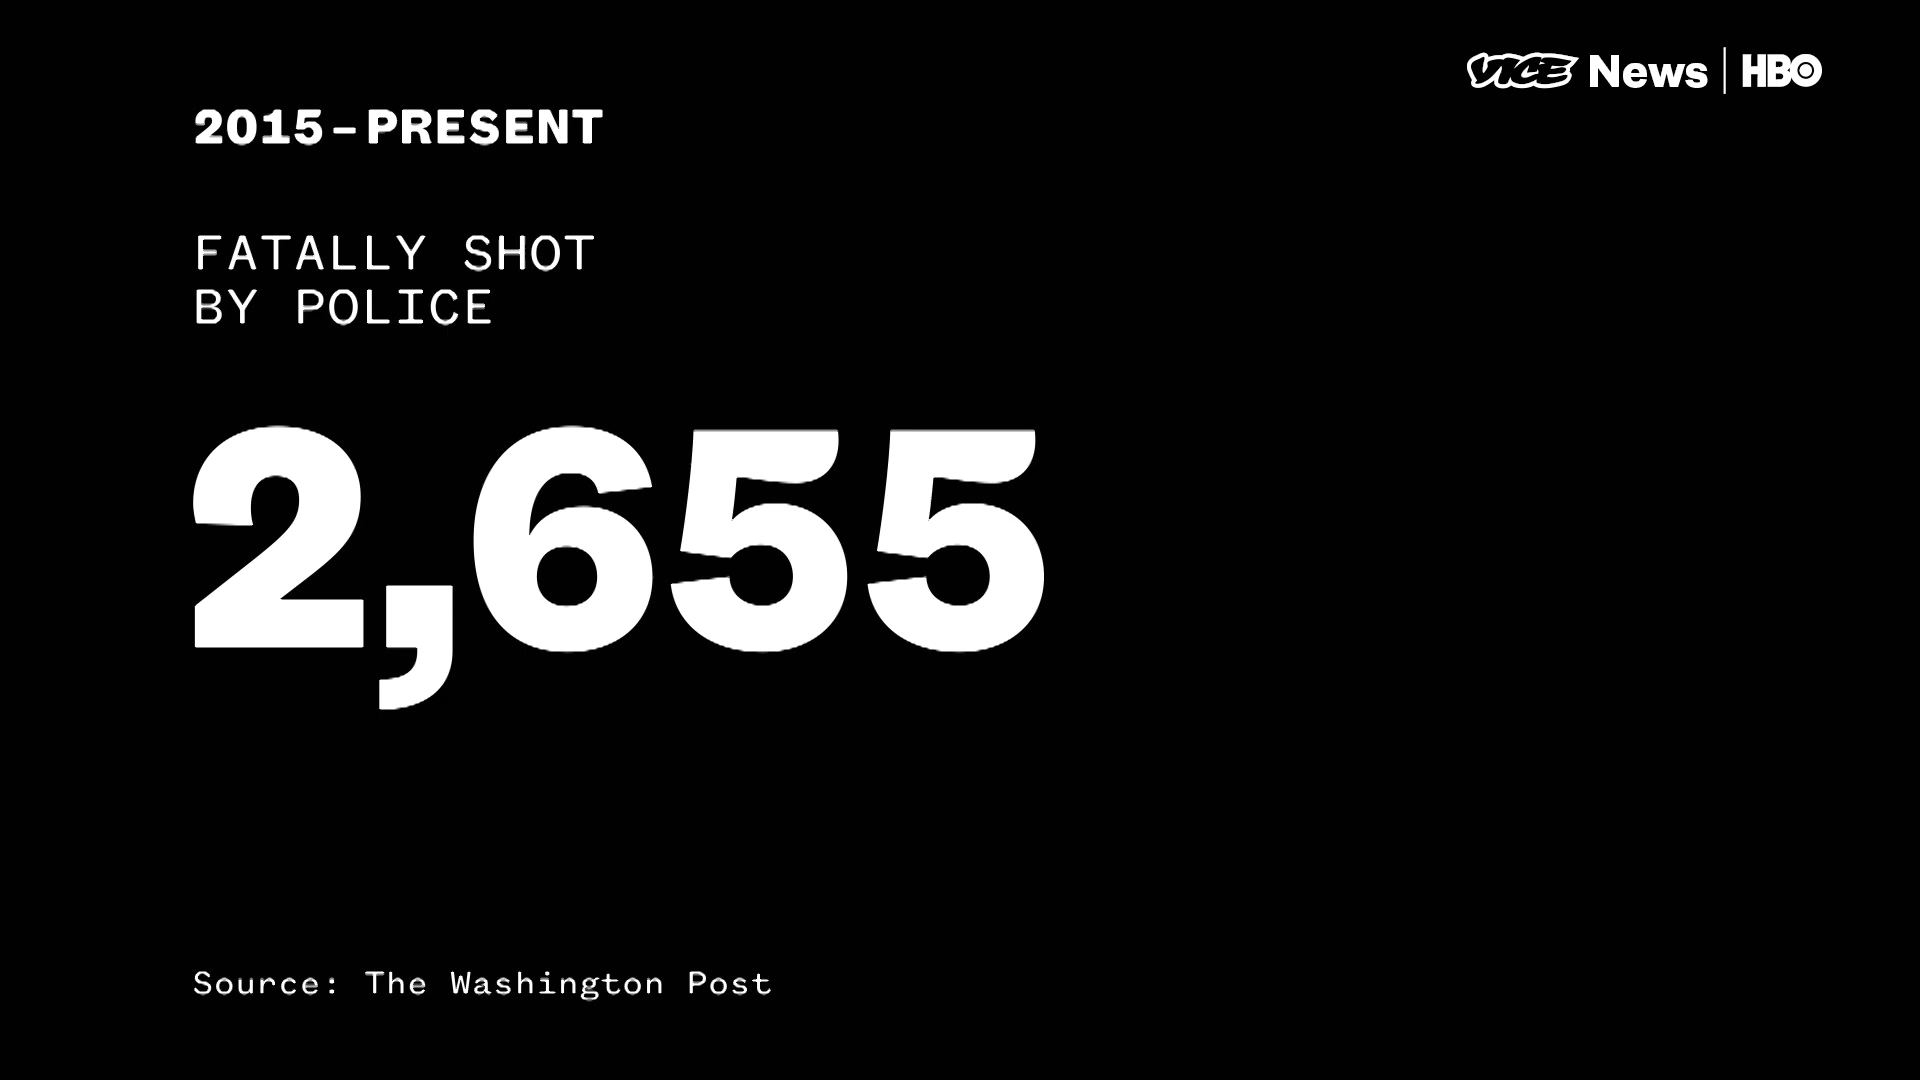 VICE News | HBO
2015–PRESENT
FATALLY SHOT
BY POLICE
2,655
Source: The Washington Post